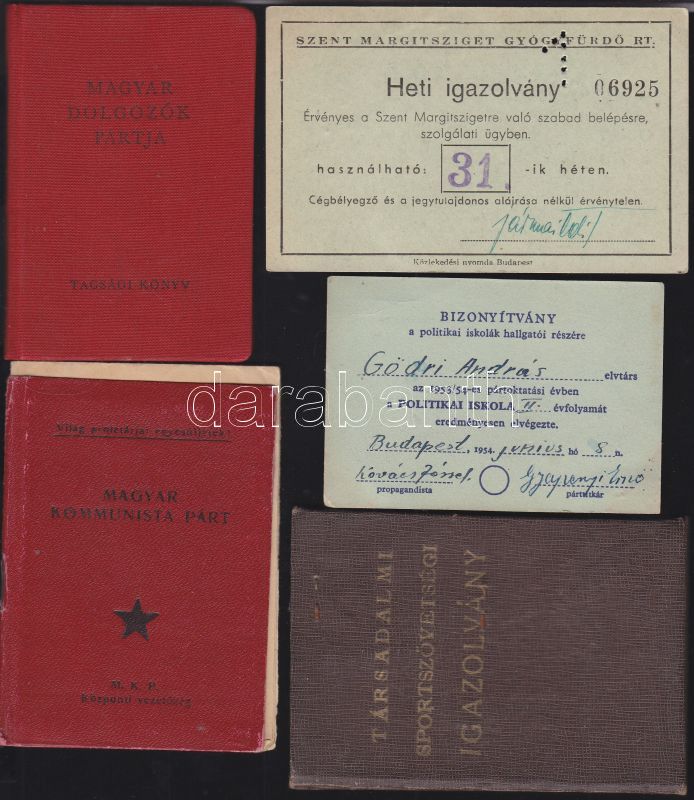 MAGYAR
DOLGOZÓK
PÁRTJA
TAGSÁGI KÖNYV
SZENT MARGITSZIGET GYÓGYFÜRDŐ RT.
Heti igazolvány 06925
Érvényes a Szent Margitszigetre való szabad belépésre,
szolgálati ügyben.
használható: 31. -ik héten.
Cégbélyegző és a jegytulajdonos aláírása nélkül érvénytelen.
Közlekedési nyomda Budapest
BIZONYÍTVÁNY
a politikai iskolák hallgatói részére
Gödri András elvtárs
az 1953/54-es pártoktatási évben
a POLITIKAI ISKOLA II. évfolyamát
eredményesen elvégezte.
Budapest, 1954. junius hó 8 n.
Kovács József
propagandista
párttitkár
Világ proletárjai egyesüljetek!
MAGYAR
KOMMUNISTA PÁRT
M. K. P.
Központi vezetőség
TÁRSADALMI
SPORTSZÖVETSÉGI
IGAZOLVÁNY
darabanth